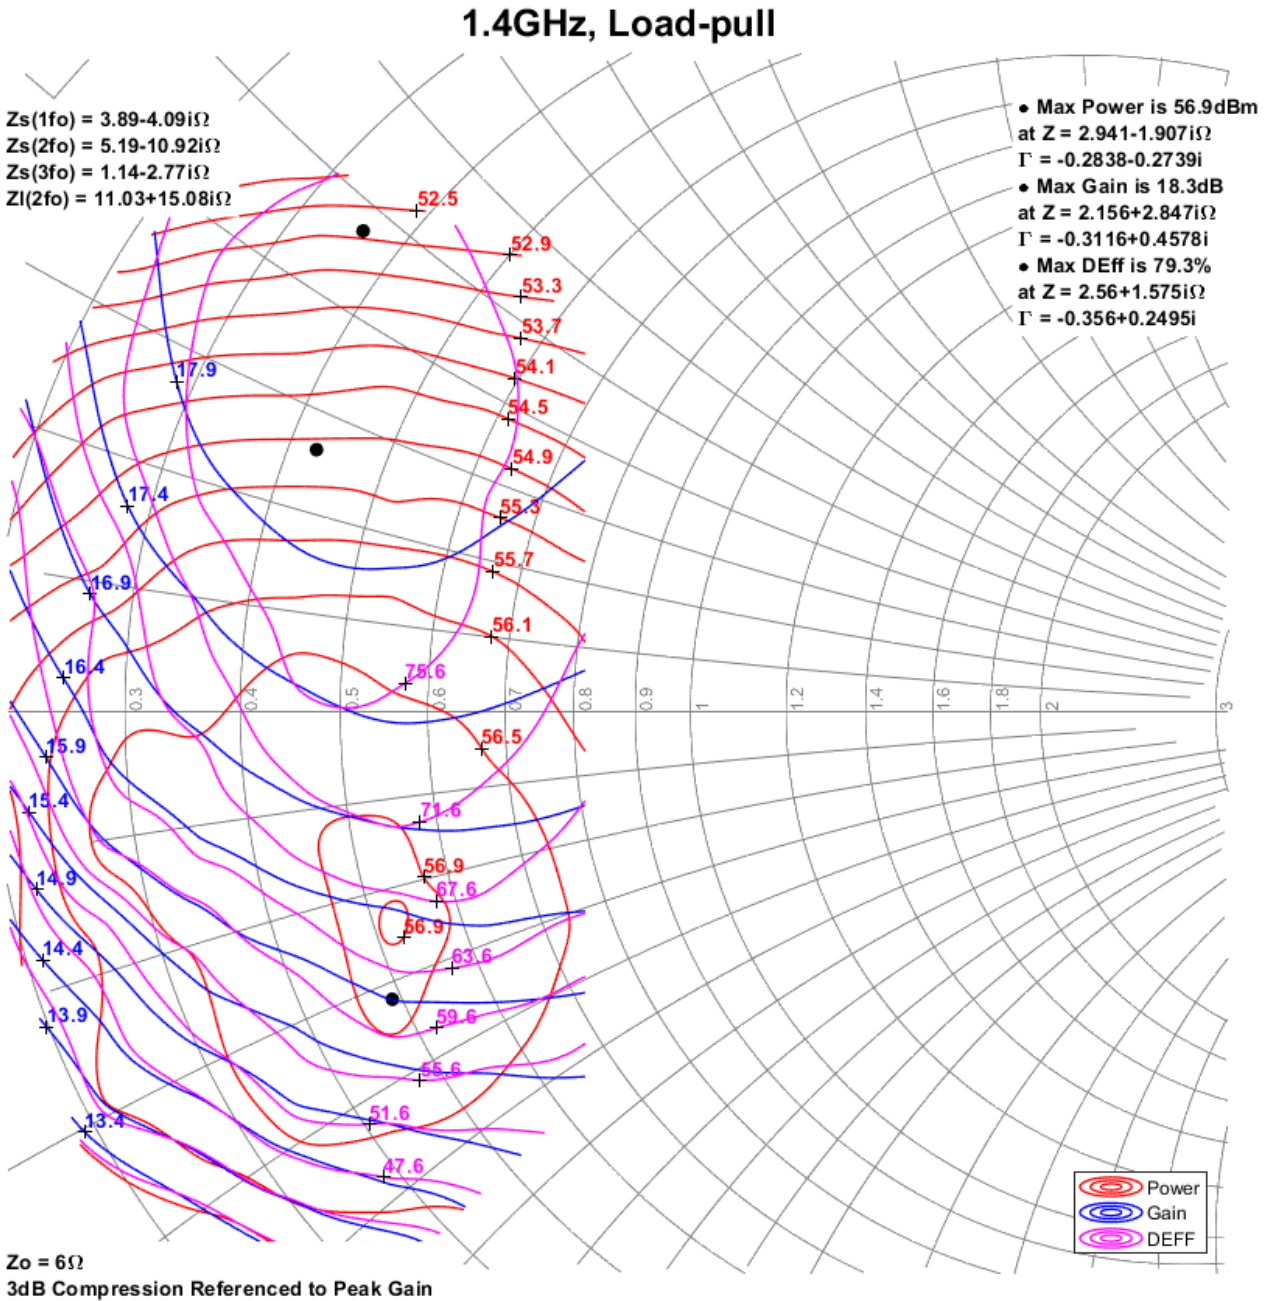 1.4GHz, Load-pull
Zs(1fo) = 3.89-4.09iΩ
Zs(2fo) = 5.19-10.92iΩ
Zs(3fo) = 1.14-2.77iΩ
Zl(2fo) = 11.03+15.08iΩ
● Max Power is 56.9dBm
at Z = 2.941-1.907iΩ
Γ = -0.2838-0.2739i
● Max Gain is 18.3dB
at Z = 2.156+2.847iΩ
Γ = -0.3116+0.4578i
● Max DEff is 79.3%
at Z = 2.56+1.575iΩ
Γ = -0.356+0.2495i
52.5
52.9
53.3
53.7
54.1
17.9
54.5
54.9
17.4
55.3
55.7
16.9
56.1
16.4
75.6
0.3
0.4
0.5
0.6
0.7
0.8
0.9
1
1.2
1.4
1.6
1.8
2
3
56.5
15.9
15.4
71.6
56.9
14.9
67.6
56.9
14.4
63.6
13.9
59.6
55.6
13.4
51.6
47.6
Power
Gain
DEFF
Zo = 6Ω
3dB Compression Referenced to Peak Gain